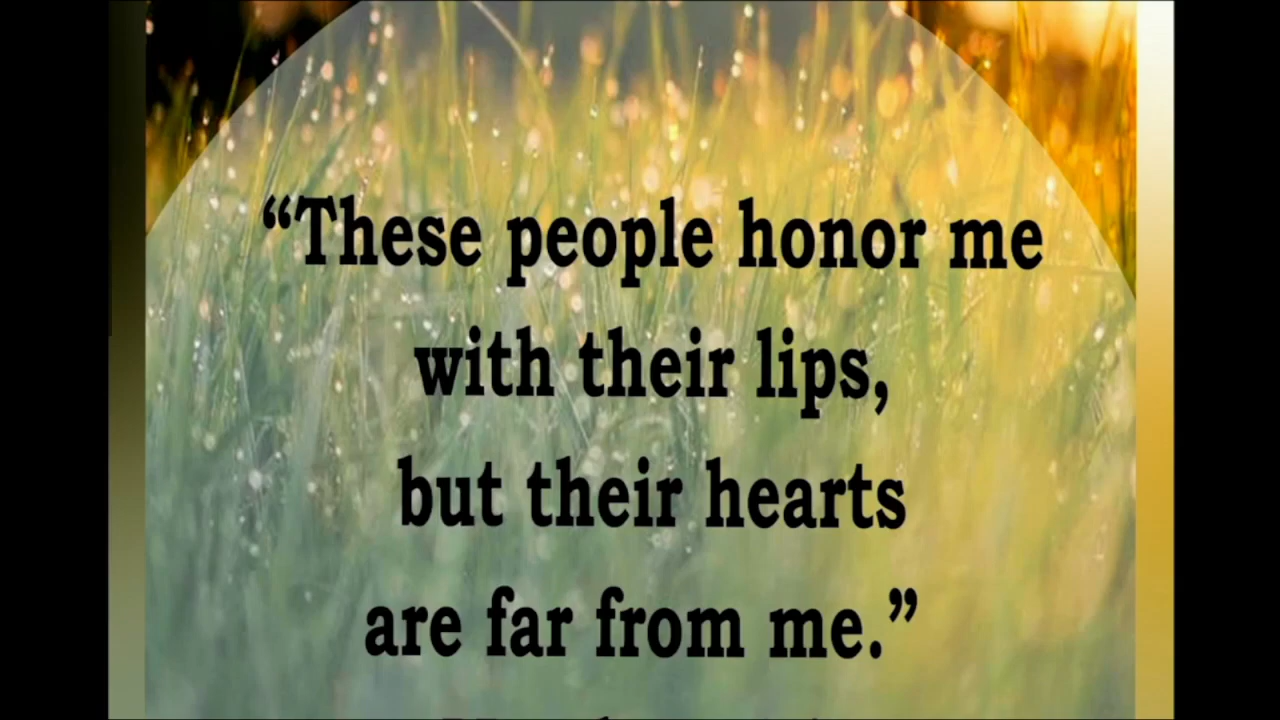 “These people honor me
with their lips,
but their hearts
are far from me.”